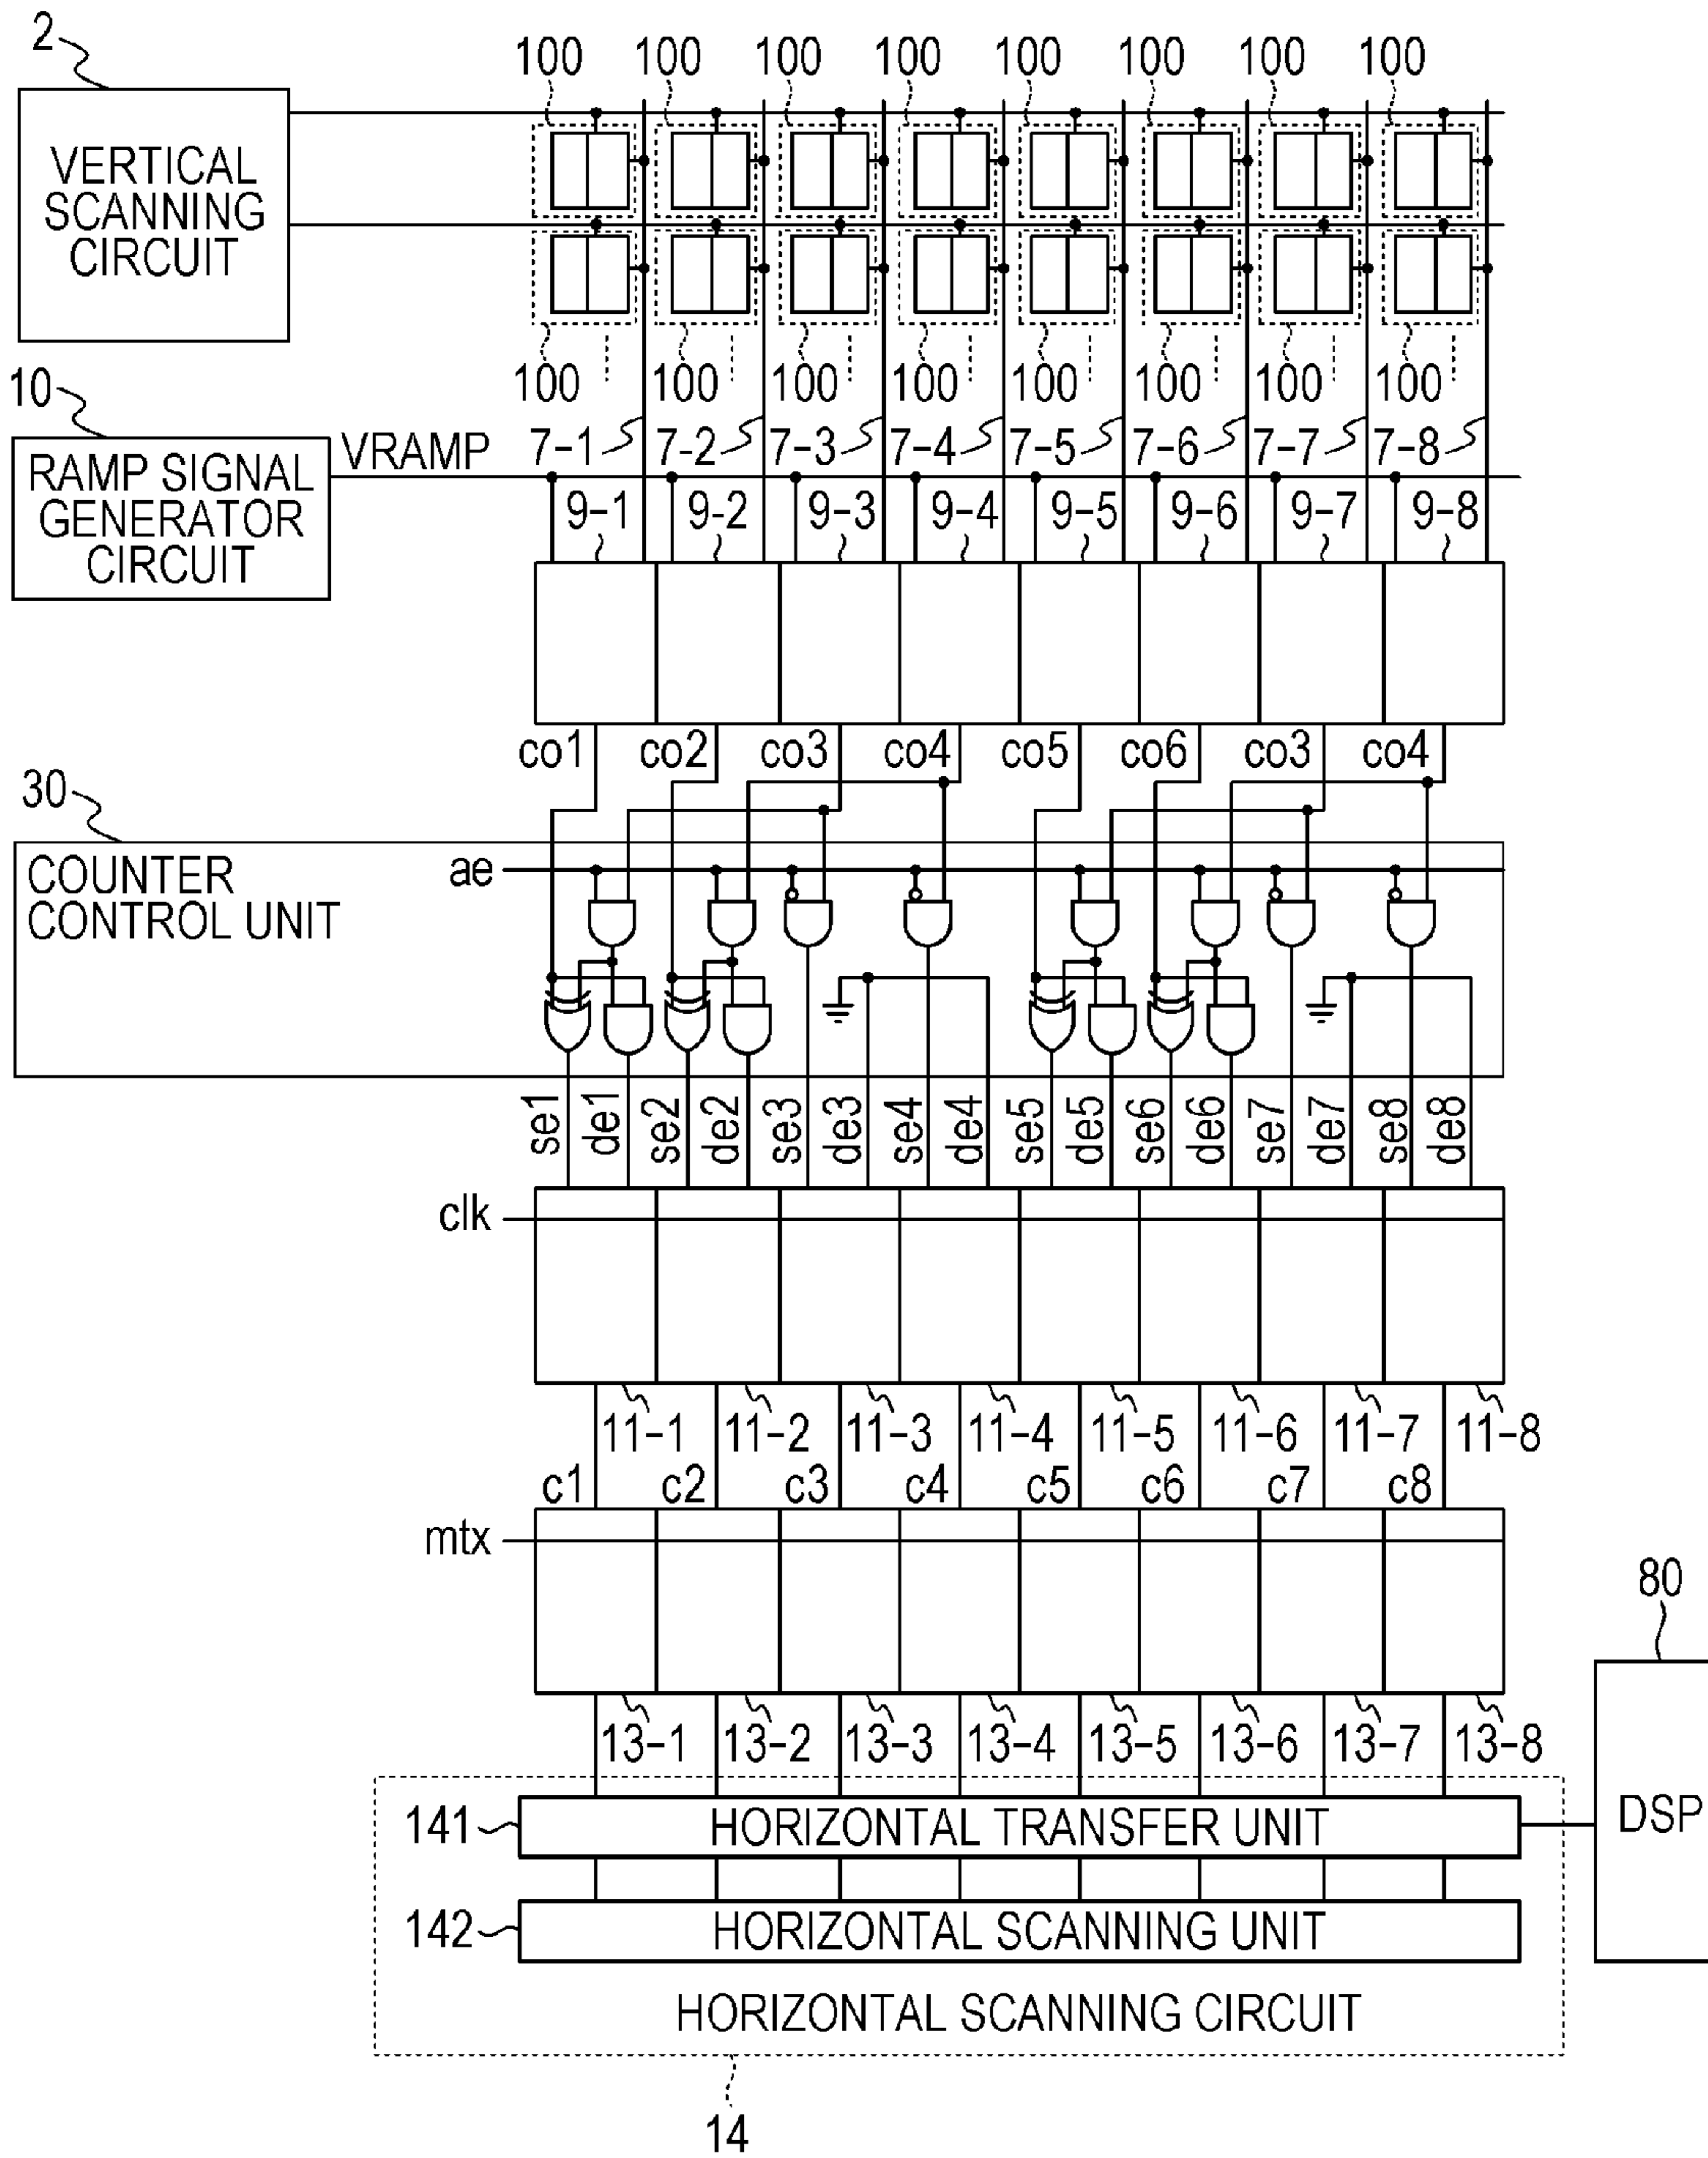 2
100 100 100 100 100 100 100 100
VERTICAL
SCANNING
CIRCUIT
100 100 100 100 100 100 100 100
10
7-1 7-2 7-3 7-4 7-5 7-6 7-7 7-8
VRAMP
RAMP SIGNAL
GENERATOR
CIRCUIT
9-1 9-2 9-3 9-4 9-5 9-6 9-7 9-8
co1 co2 co3 co4 co5 co6 co3 co4
30
COUNTER
CONTROL UNIT
ae
se1 de1 se2 de2 se3 de3 se4 de4 se5 de5 se6 de6 se7 de7 se8 de8
clk
11-1 11-2 11-3 11-4 11-5 11-6 11-7 11-8
c1 c2 c3 c4 c5 c6 c7 c8
mtx
80
13-1 13-2 13-3 13-4 13-5 13-6 13-7 13-8
141
HORIZONTAL TRANSFER UNIT
DSP
142
HORIZONTAL SCANNING UNIT
HORIZONTAL SCANNING CIRCUIT
14